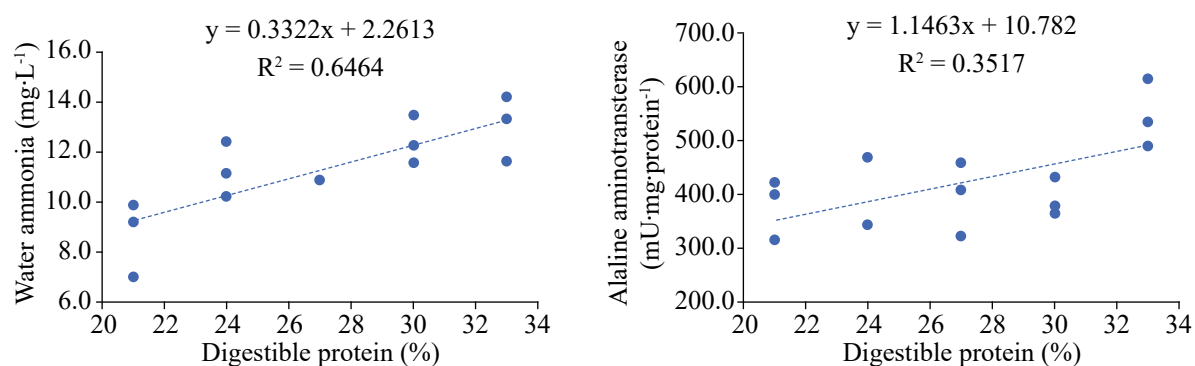 y = 0.3322x + 2.2613
R² = 0.6464
Water ammonia (mg·L⁻¹)
16.0
14.0
12.0
10.0
8.0
6.0
20 22 24 26 28 30 32 34
Digestible protein (%)
y = 1.1463x + 10.782
R² = 0.3517
Alaline aminotransterase
(mU·mg·protein⁻¹)
700.0
600.0
500.0
400.0
300.0
200.0
20 22 24 26 28 30 32 34
Digestible protein (%)